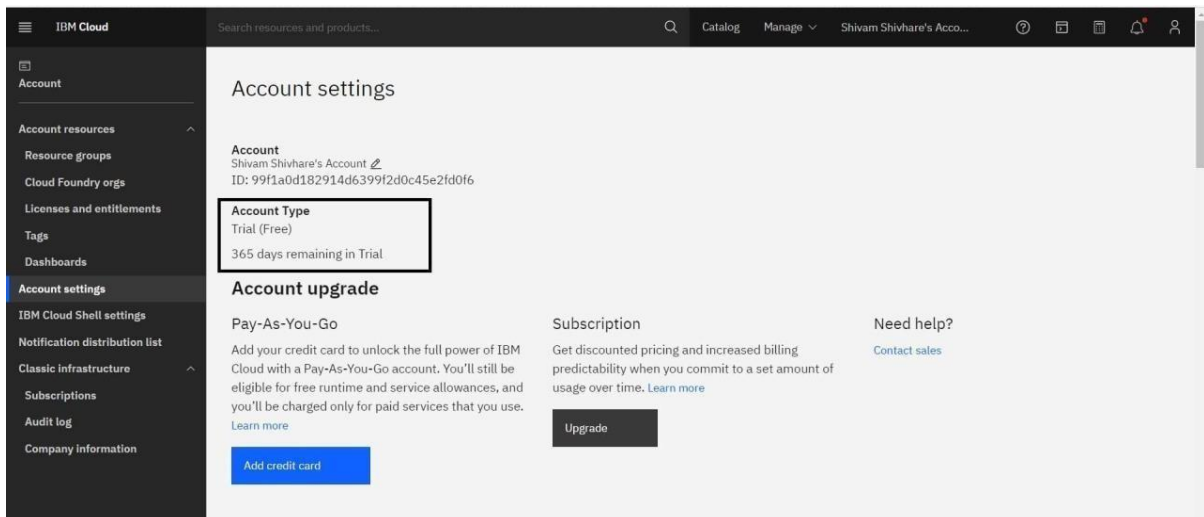 IBM Cloud
Search resources and products...
Catalog
Manage
Shivam Shivhare's Acco...
Account
Account resources
Resource groups
Cloud Foundry orgs
Licenses and entitlements
Tags
Dashboards
Account settings
IBM Cloud Shell settings
Notification distribution list
Classic infrastructure
Subscriptions
Audit log
Company information
Account settings
Account
Shivam Shivhare's Account
ID: 99f1a0d182914d6399f2d0c45e2fd0f6
Account Type
Trial (Free)
365 days remaining in Trial
Account upgrade
Pay-As-You-Go
Add your credit card to unlock the full power of IBM
Cloud with a Pay-As-You-Go account. You'll still be
eligible for free runtime and service allowances, and
you'll be charged only for paid services that you use.
Learn more
Add credit card
Subscription
Get discounted pricing and increased billing
predictability when you commit to a set amount of
usage over time. Learn more
Upgrade
Need help?
Contact sales